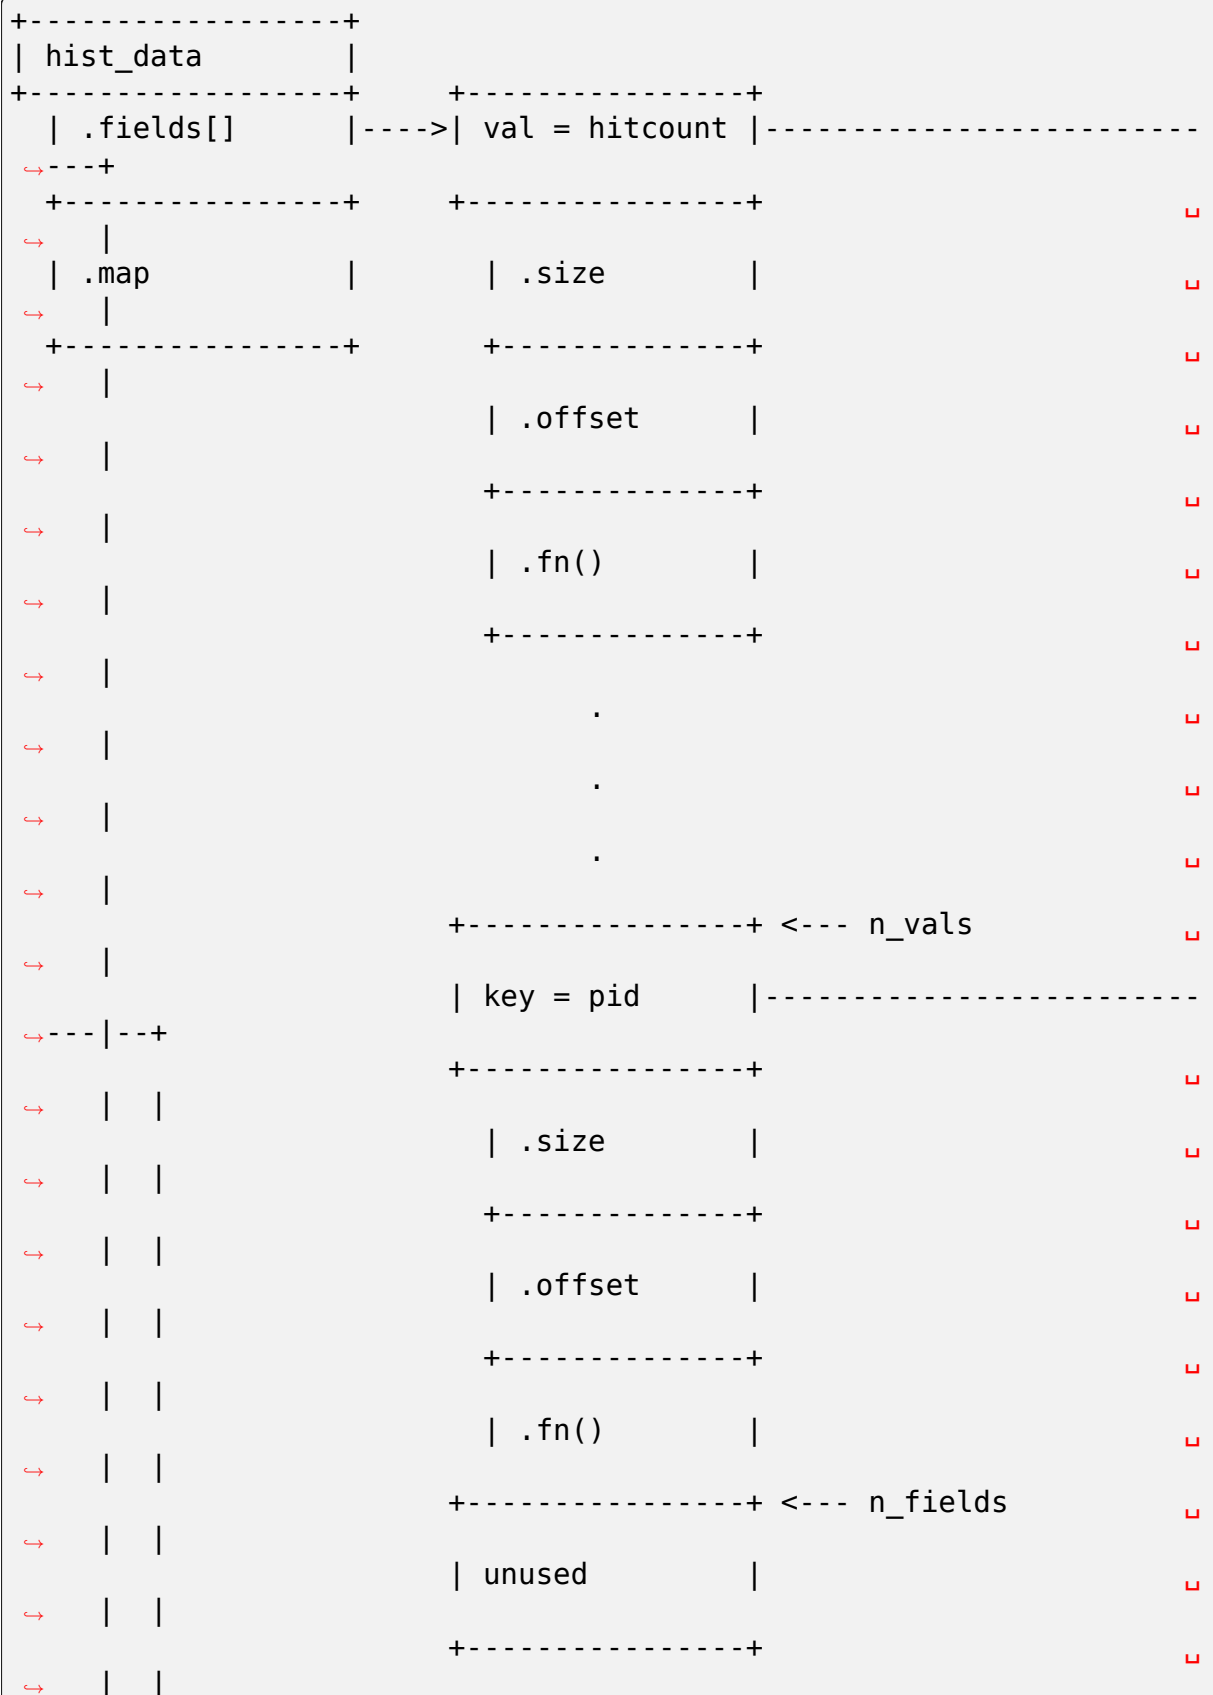 +------------------+
| hist_data        |
+------------------+     +----------------+
  | .fields[]      |---->| val = hitcount |-------------------------
↪---+
  +----------------+     +----------------+                        ␣
↪   |
  | .map           |       | .size        |                        ␣
↪   |
  +----------------+       +--------------+                        ␣
↪   |
                           | .offset      |                        ␣
↪   |
                           +--------------+                        ␣
↪   |
                           | .fn()        |                        ␣
↪   |
                           +--------------+                        ␣
↪   |
                                 .                                 ␣
↪   |
                                 .                                 ␣
↪   |
                                 .                                 ␣
↪   |
                         +----------------+ <--- n_vals            ␣
↪   |
                         | key = pid      |-------------------------
↪---|--+
                         +----------------+                        ␣
↪   |  |
                           | .size        |                        ␣
↪   |  |
                           +--------------+                        ␣
↪   |  |
                           | .offset      |                        ␣
↪   |  |
                           +--------------+                        ␣
↪   |  |
                           | .fn()        |                        ␣
↪   |  |
                         +----------------+ <--- n_fields          ␣
↪   |  |
                         | unused         |                        ␣
↪   |  |
                         +----------------+                        ␣
↪   |  |